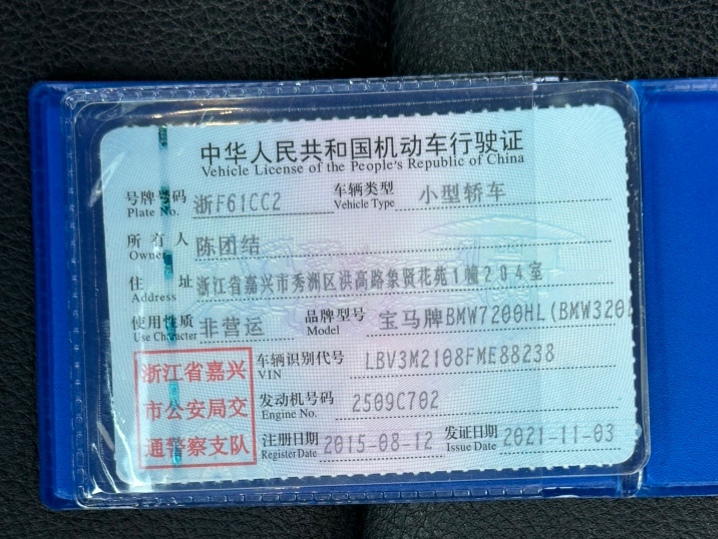 中华人民共和国机动车行驶证
Vehicle License of the People's Republic of China
号牌号码 浙F61CC2 车辆类型 小型轿车
Plate No. Vehicle Type
所有人 陈团结
Owner
住址 浙江省嘉兴市秀洲区洪高路象贤花苑1幢204室
Address
使用性质 非营运 品牌型号 宝马牌BMW7200HL(BMW320L
Use Character Model
浙江省嘉兴
市公安局交
通警察支队
车辆识别代号 LBV3M2108FME88238
VIN
发动机号码 2509C702
Engine No.
注册日期 2015-08-12 发证日期 2021-11-03
Register Date Issue Date